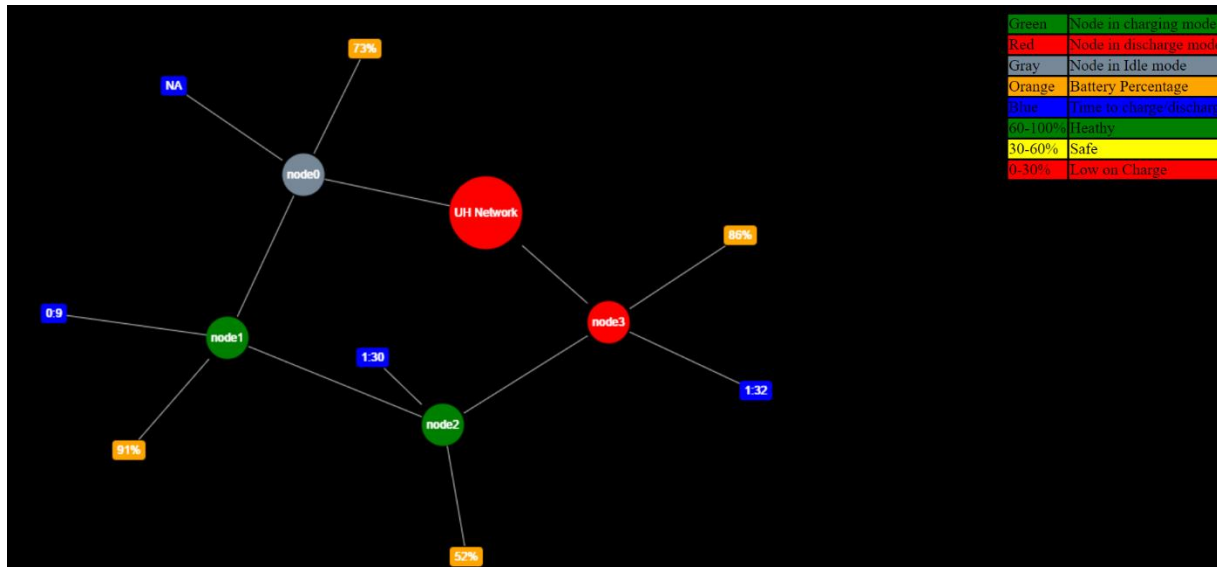 73%
NA
node0
UH Network
86%
0:9
node1
node3
1:30
1:32
node2
91%
52%
Green Node in charging mode
Red Node in discharge mode
Gray Node in Idle mode
Orange Battery Percentage
Blue Time to charge/discharge
60-100% Heathy
30-60% Safe
0-30% Low on Charge